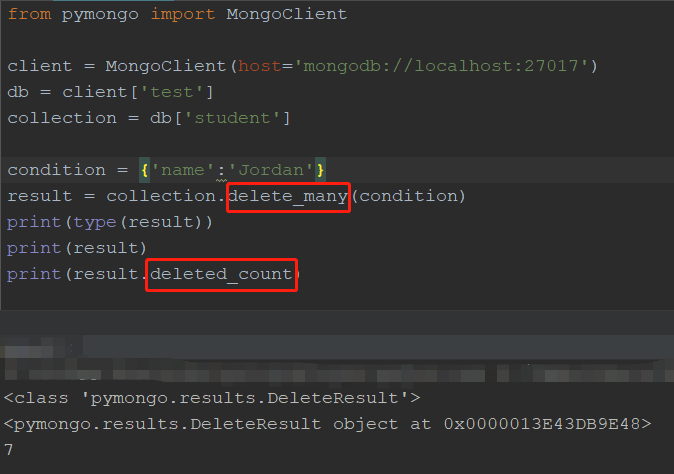 from pymongo import MongoClient
client = MongoClient(host='mongodb://localhost:27017')
db = client['test']
collection = db['student']
condition = {'name':'Jordan'}
result = collection.delete_many(condition)
print(type(result))
print(result)
print(result.deleted_count)
<class 'pymongo.results.DeleteResult'>
<pymongo.results.DeleteResult object at 0x0000013E43DB9E48>
7